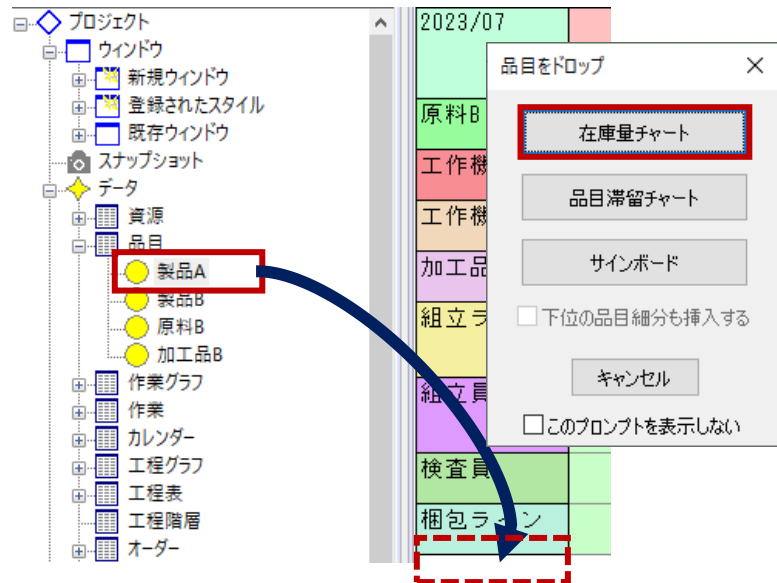 プロジェクト
ウィンドウ
新規ウィンドウ
登録されたスタイル
既存ウィンドウ
スナップショット
データ
資源
品目
製品A
製品B
原料B
加工品B
作業グラフ
作業
カレンダー
工程グラフ
工程表
工程階層
オーダー
2023/07
原料B
工作機
工作機
加工品
組立ラ
組立員
検査員
梱包ライン
品目をドロップ
在庫量チャート
品目滞留チャート
サインボード
下位の品目細分も挿入する
キャンセル
このプロンプトを表示しない